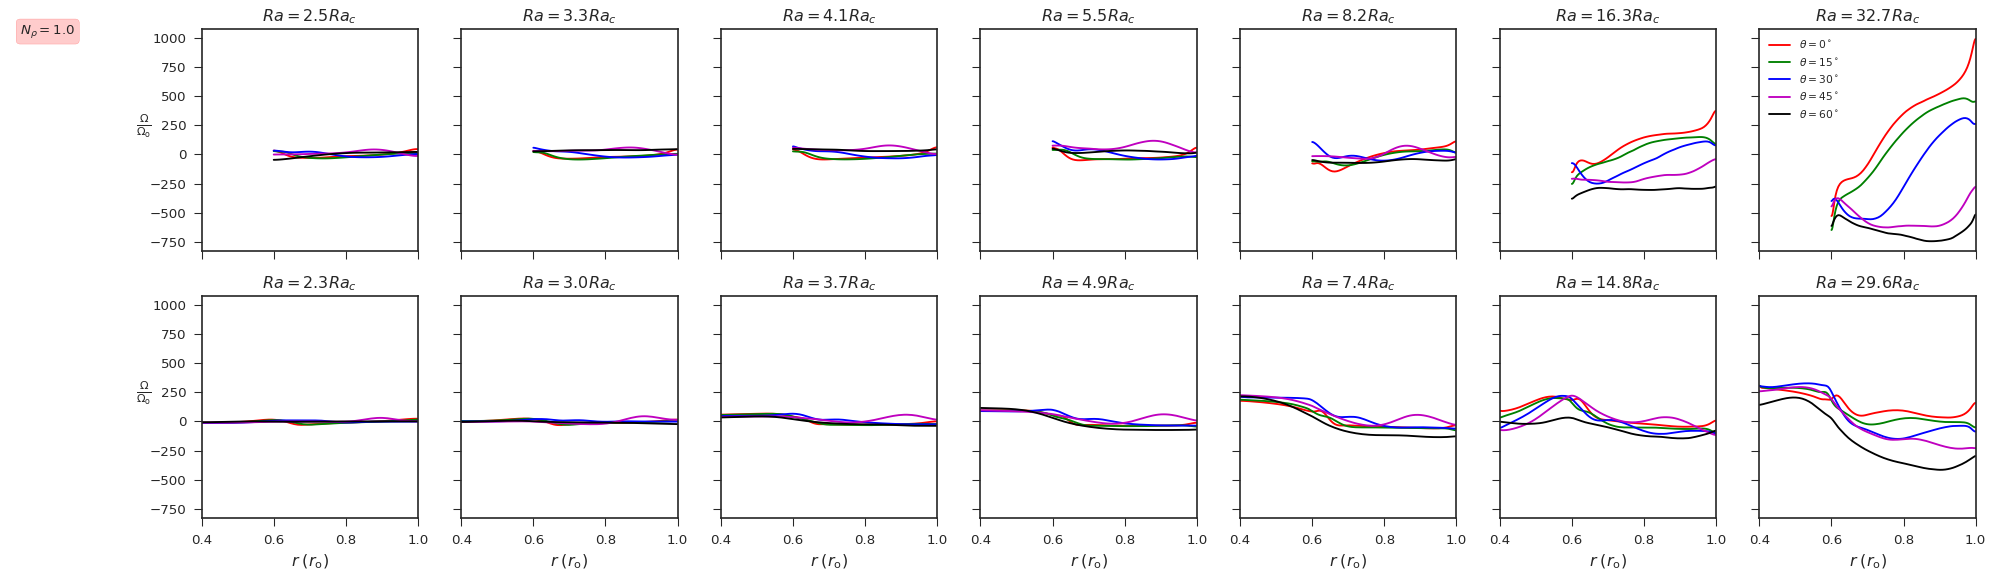 N_ρ = 1.0
Ra = 2.5Ra_c
Ra = 3.3Ra_c
Ra = 4.1Ra_c
Ra = 5.5Ra_c
Ra = 8.2Ra_c
Ra = 16.3Ra_c
Ra = 32.7Ra_c
1000
750
500
250
0
−250
−500
−750
Ω/Ω_o
θ = 0°
θ = 15°
θ = 30°
θ = 45°
θ = 60°
Ra = 2.3Ra_c
Ra = 3.0Ra_c
Ra = 3.7Ra_c
Ra = 4.9Ra_c
Ra = 7.4Ra_c
Ra = 14.8Ra_c
Ra = 29.6Ra_c
1000
750
500
250
0
−250
−500
−750
Ω/Ω_o
0.4 0.6 0.8 1.0
0.4 0.6 0.8 1.0
0.4 0.6 0.8 1.0
0.4 0.6 0.8 1.0
0.4 0.6 0.8 1.0
0.4 0.6 0.8 1.0
0.4 0.6 0.8 1.0
r (r_o)
r (r_o)
r (r_o)
r (r_o)
r (r_o)
r (r_o)
r (r_o)